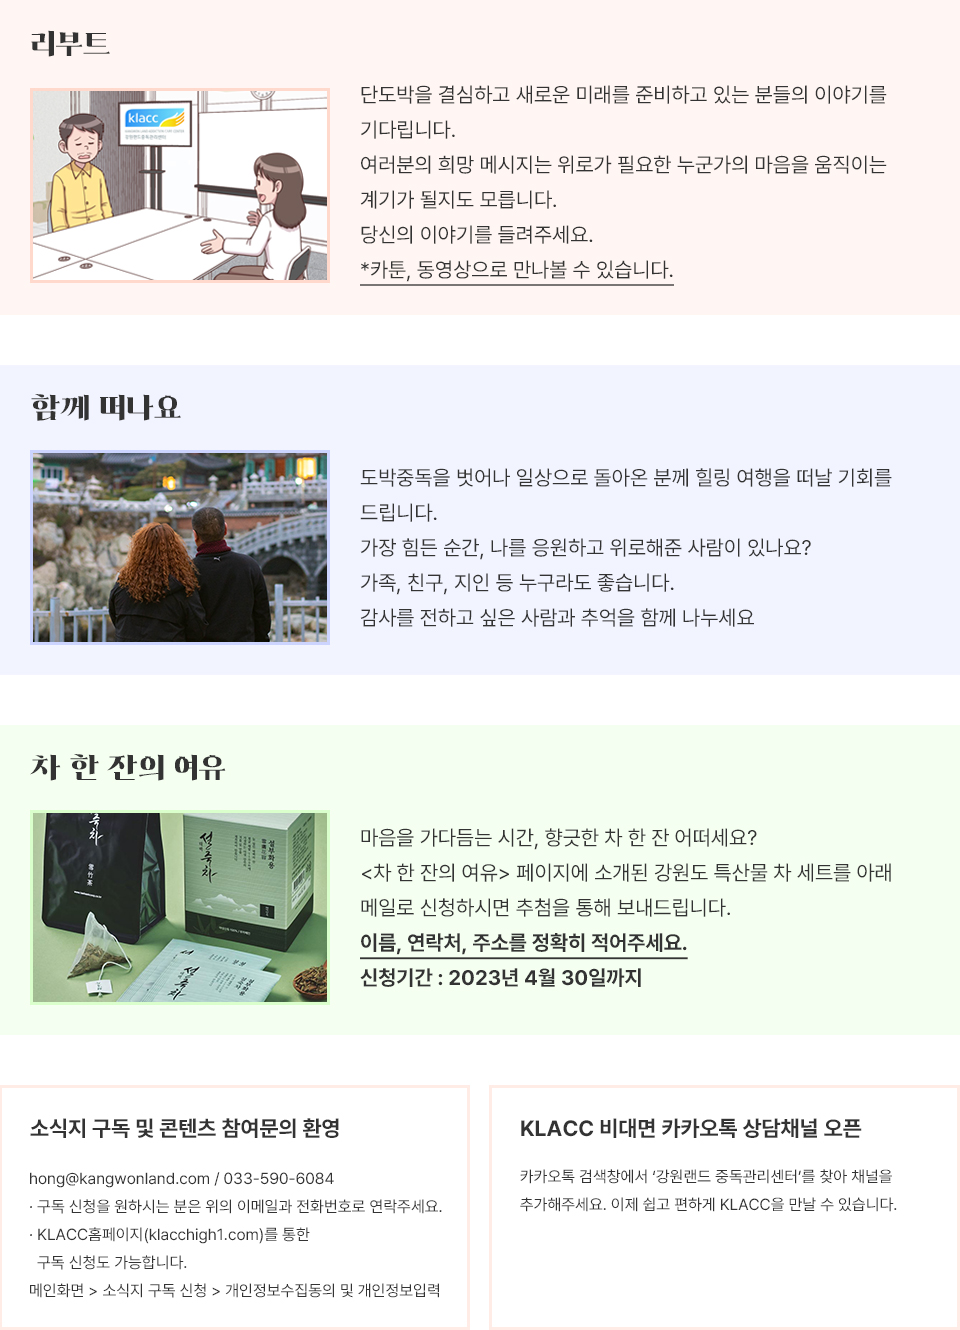 리부트
klacc
단도박을 결심하고 새로운 미래를 준비하고 있는 분들의 이야기를
기다립니다.
여러분의 희망 메시지는 위로가 필요한 누군가의 마음을 움직이는
계기가 될지도 모릅니다.
당신의 이야기를 들려주세요.
*카툰, 동영상으로 만나볼 수 있습니다.
함께 떠나요
도박중독을 벗어나 일상으로 돌아온 분께 힐링 여행을 떠날 기회를
드립니다.
가장 힘든 순간, 나를 응원하고 위로해준 사람이 있나요?
가족, 친구, 지인 등 누구라도 좋습니다.
감사를 전하고 싶은 사람과 추억을 함께 나누세요
차 한 잔의 여유
설죽차
설죽차
마음을 가다듬는 시간, 향긋한 차 한 잔 어떠세요?
<차 한 잔의 여유> 페이지에 소개된 강원도 특산물 차 세트를 아래
메일로 신청하시면 추첨을 통해 보내드립니다.
이름, 연락처, 주소를 정확히 적어주세요.
신청기간 : 2023년 4월 30일까지
소식지 구독 및 콘텐츠 참여문의 환영
hong@kangwonland.com / 033-590-6084
· 구독 신청을 원하시는 분은 위의 이메일과 전화번호로 연락주세요.
· KLACC홈페이지(klacchigh1.com)를 통한
구독 신청도 가능합니다.
메인화면 > 소식지 구독 신청 > 개인정보수집동의 및 개인정보입력
KLACC 비대면 카카오톡 상담채널 오픈
카카오톡 검색창에서 ‘강원랜드 중독관리센터’를 찾아 채널을
추가해주세요. 이제 쉽고 편하게 KLACC을 만날 수 있습니다.